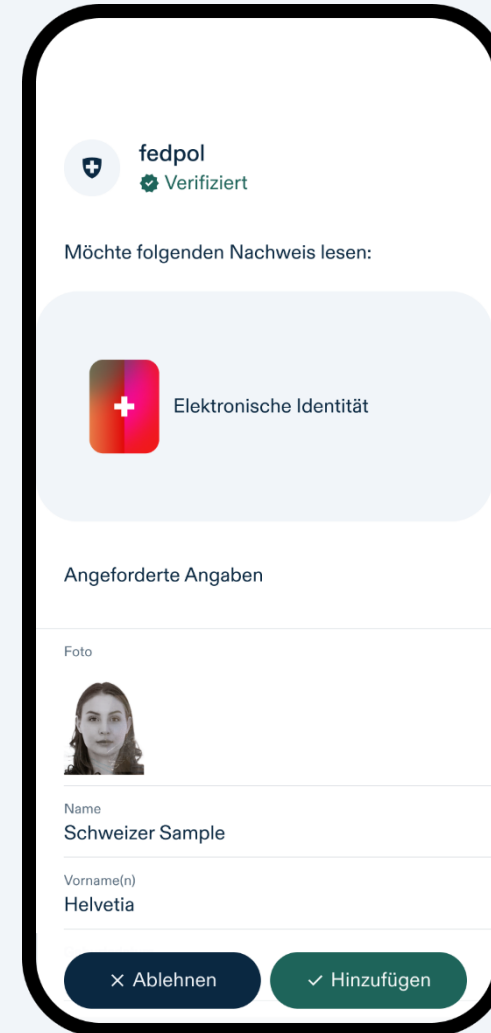 fedpol
Verifiziert
Möchte folgenden Nachweis lesen:
Elektronische Identität
Angeforderte Angaben
Foto
Name
Schweizer Sample
Vorname(n)
Helvetia
Ablehnen
Hinzufügen